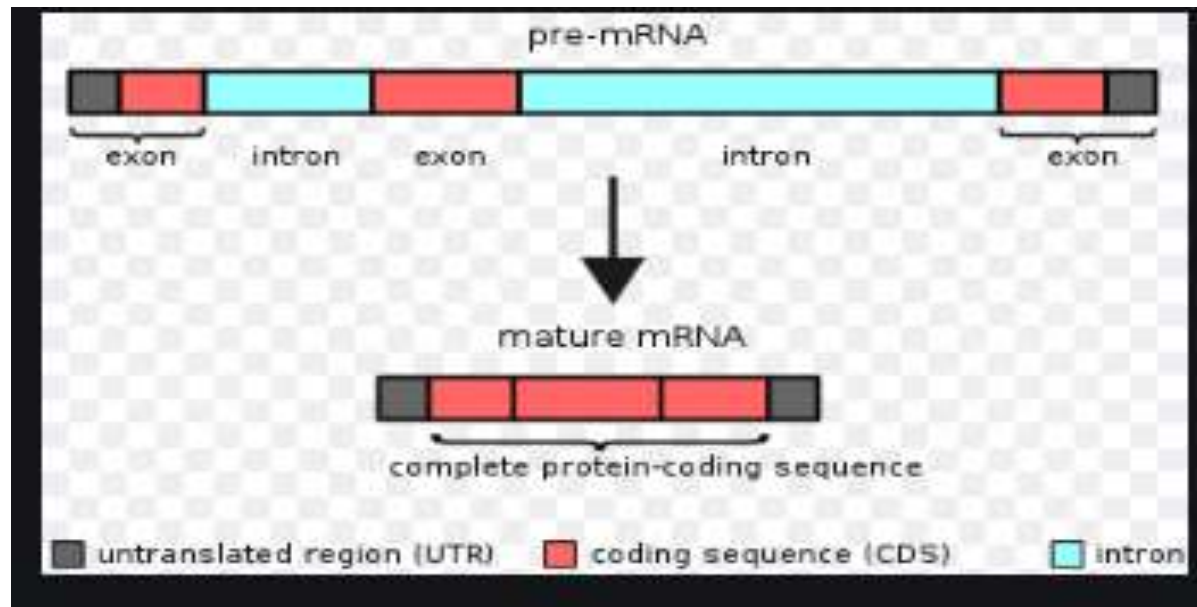 pre-mRNA
exon intron exon intron exon
mature mRNA
complete protein-coding sequence
untranslated region (UTR) coding sequence (CDS) intron